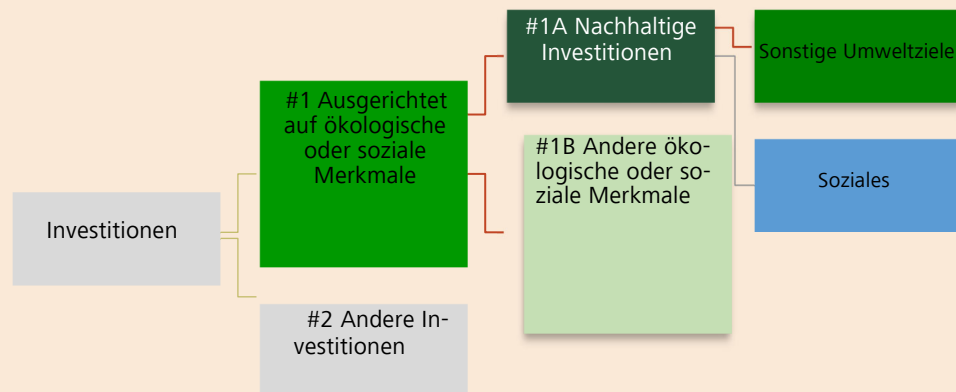 Investitionen
#1 Ausgerichtet
auf ökologische
oder soziale
Merkmale
#2 Andere In-
vestitionen
#1A Nachhaltige
Investitionen
#1B Andere öko-
logische oder so-
ziale Merkmale
Sonstige Umweltziele
Soziales